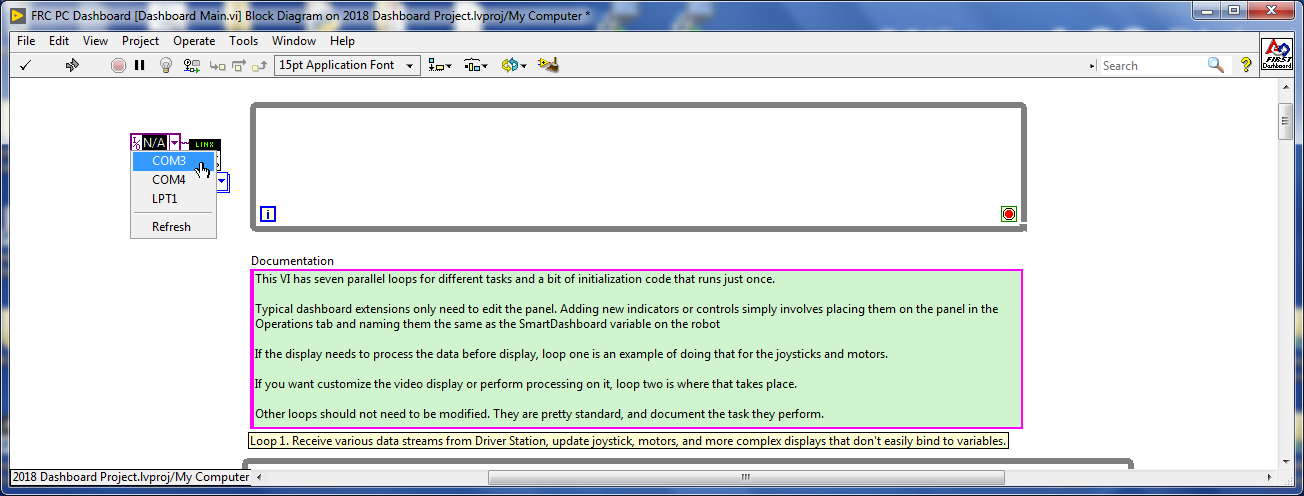 FRC PC Dashboard [Dashboard Main.vi] Block Diagram on 2018 Dashboard Project.lvproj/My Computer *
File Edit View Project Operate Tools Window Help
15pt Application Font
Search
FIRST
Dashboard
N/A
LINX
COM3
COM4
LPT1
Refresh
i
Documentation
This VI has seven parallel loops for different tasks and a bit of initialization code that runs just once.
Typical dashboard extensions only need to edit the panel. Adding new indicators or controls simply involves placing them on the panel in the
Operations tab and naming them the same as the SmartDashboard variable on the robot
If the display needs to process the data before display, loop one is an example of doing that for the joysticks and motors.
If you want customize the video display or perform processing on it, loop two is where that takes place.
Other loops should not need to be modified. They are pretty standard, and document the task they perform.
Loop 1. Receive various data streams from Driver Station, update joystick, motors, and more complex displays that don't easily bind to variables.
2018 Dashboard Project.lvproj/My Computer